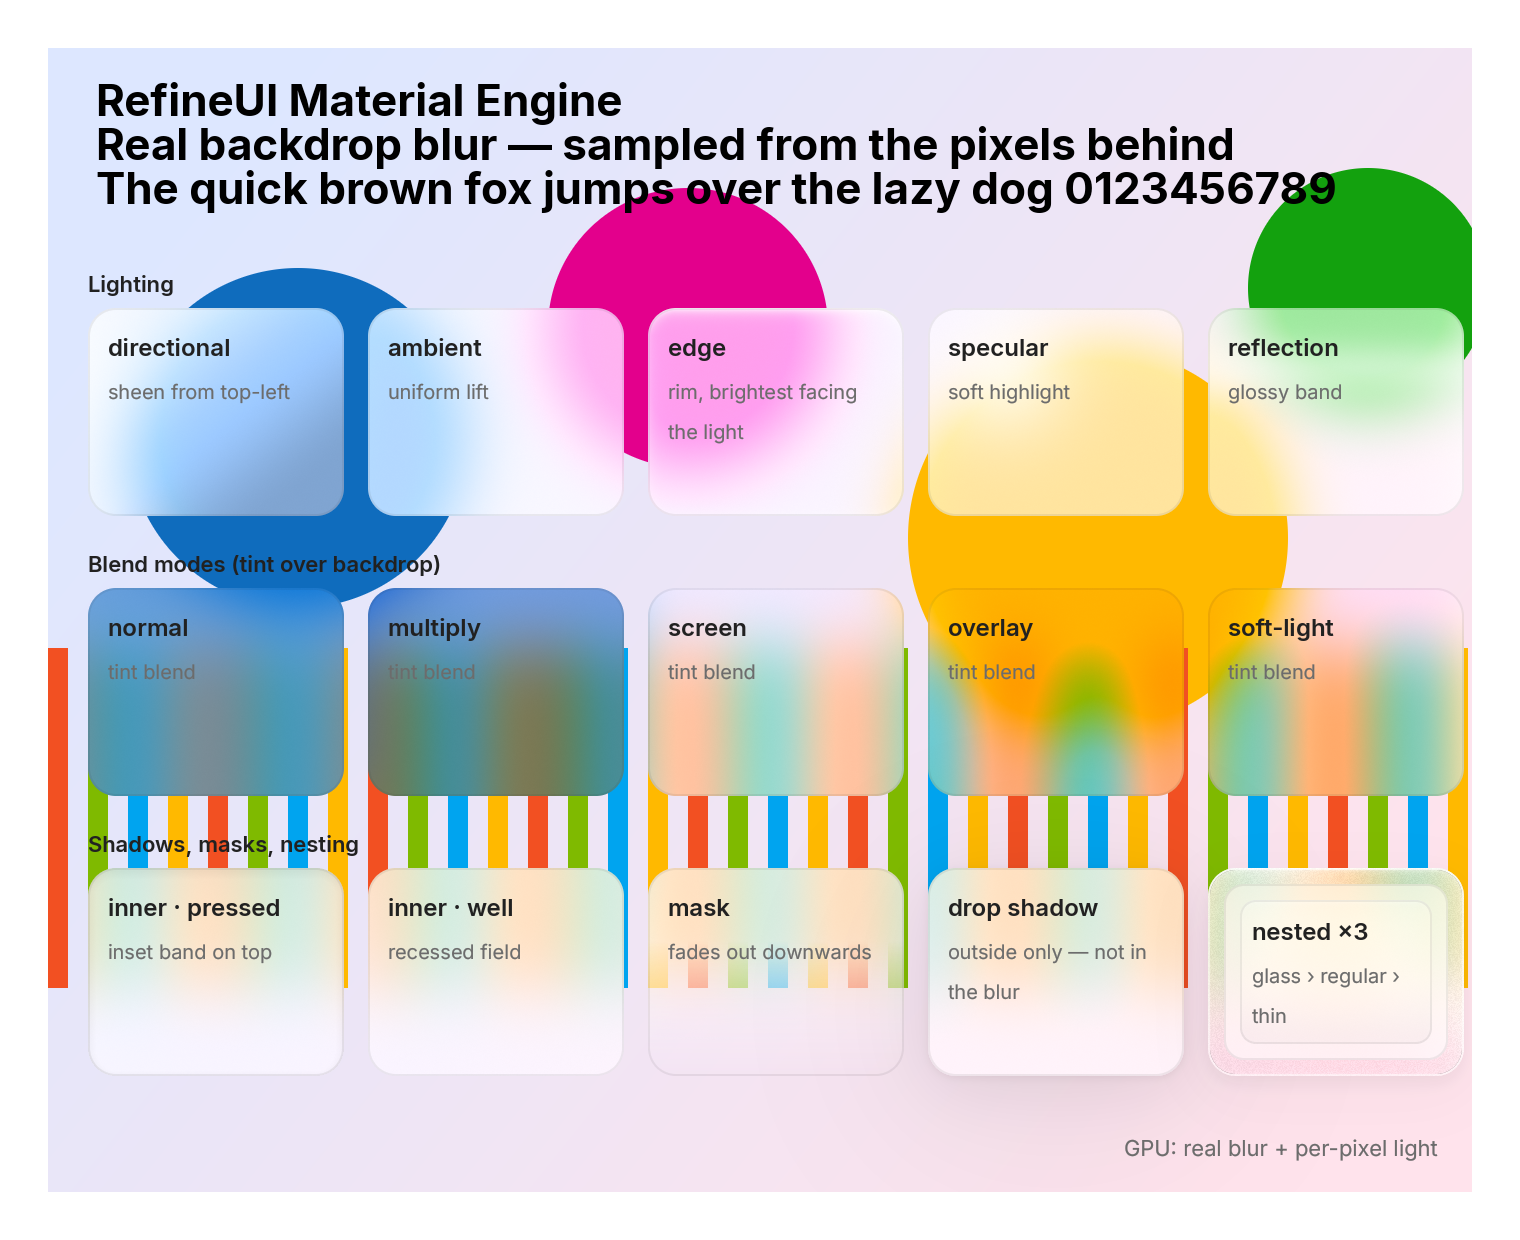 RefineUI Material Engine
Real backdrop blur — sampled from the pixels behind
The quick brown fox jumps over the lazy dog 0123456789
Lighting
directional
sheen from top-left
ambient
uniform lift
edge
rim, brightest facing
the light
specular
soft highlight
reflection
glossy band
Blend modes (tint over backdrop)
normal
tint blend
multiply
tint blend
screen
tint blend
overlay
tint blend
soft-light
tint blend
Shadows, masks, nesting
inner · pressed
inset band on top
inner · well
recessed field
mask
fades out downwards
drop shadow
outside only — not in
the blur
nested ×3
glass › regular ›
thin
GPU: real blur + per-pixel light